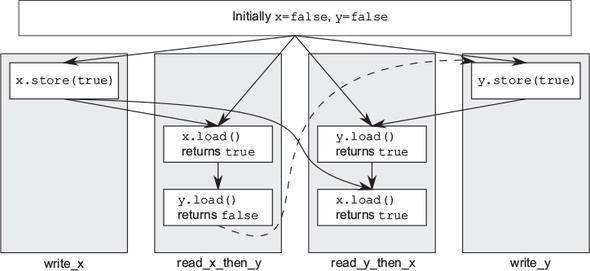 Initially x=false, y=false
x.store(true)
y.store(true)
x.load()
returns true
y.load()
returns true
y.load()
returns false
x.load()
returns true
write_x
read_x_then_y
read_y_then_x
write_y